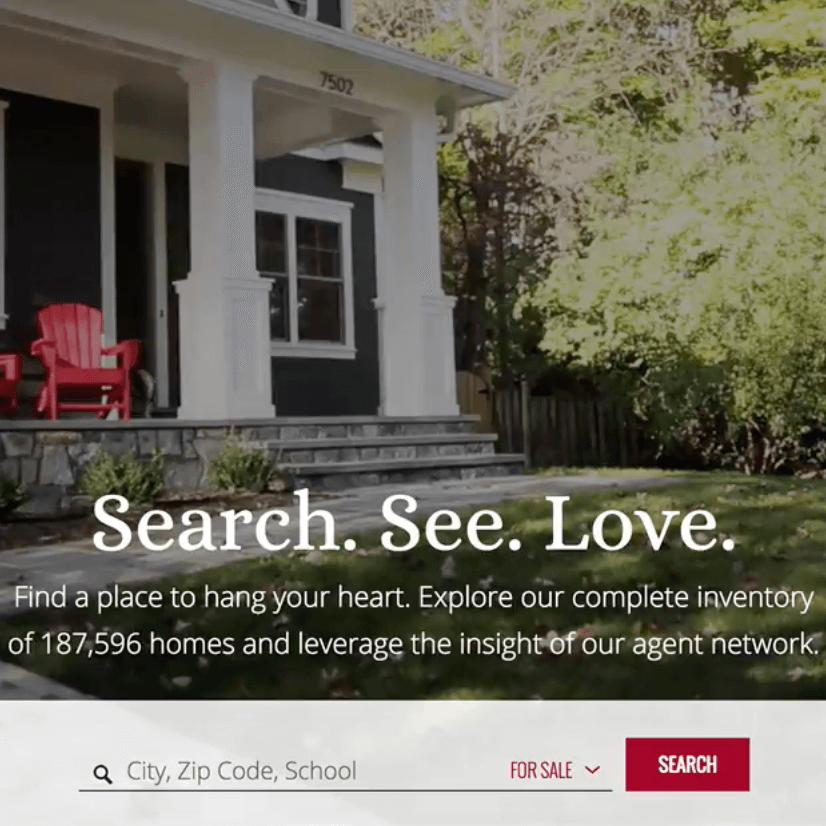 7502
Search. See. Love.
Find a place to hang your heart. Explore our complete inventory
of 187,596 homes and leverage the insight of our agent network.
City, Zip Code, School
FOR SALE
SEARCH